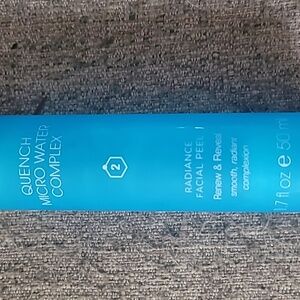 QUENCH
MICRO WATER
COMPLEX
2
RADIANCE
FACIAL PEEL
Renew & Reveal
smooth, radiant
complexion
1.7 fl oz e 50 ml